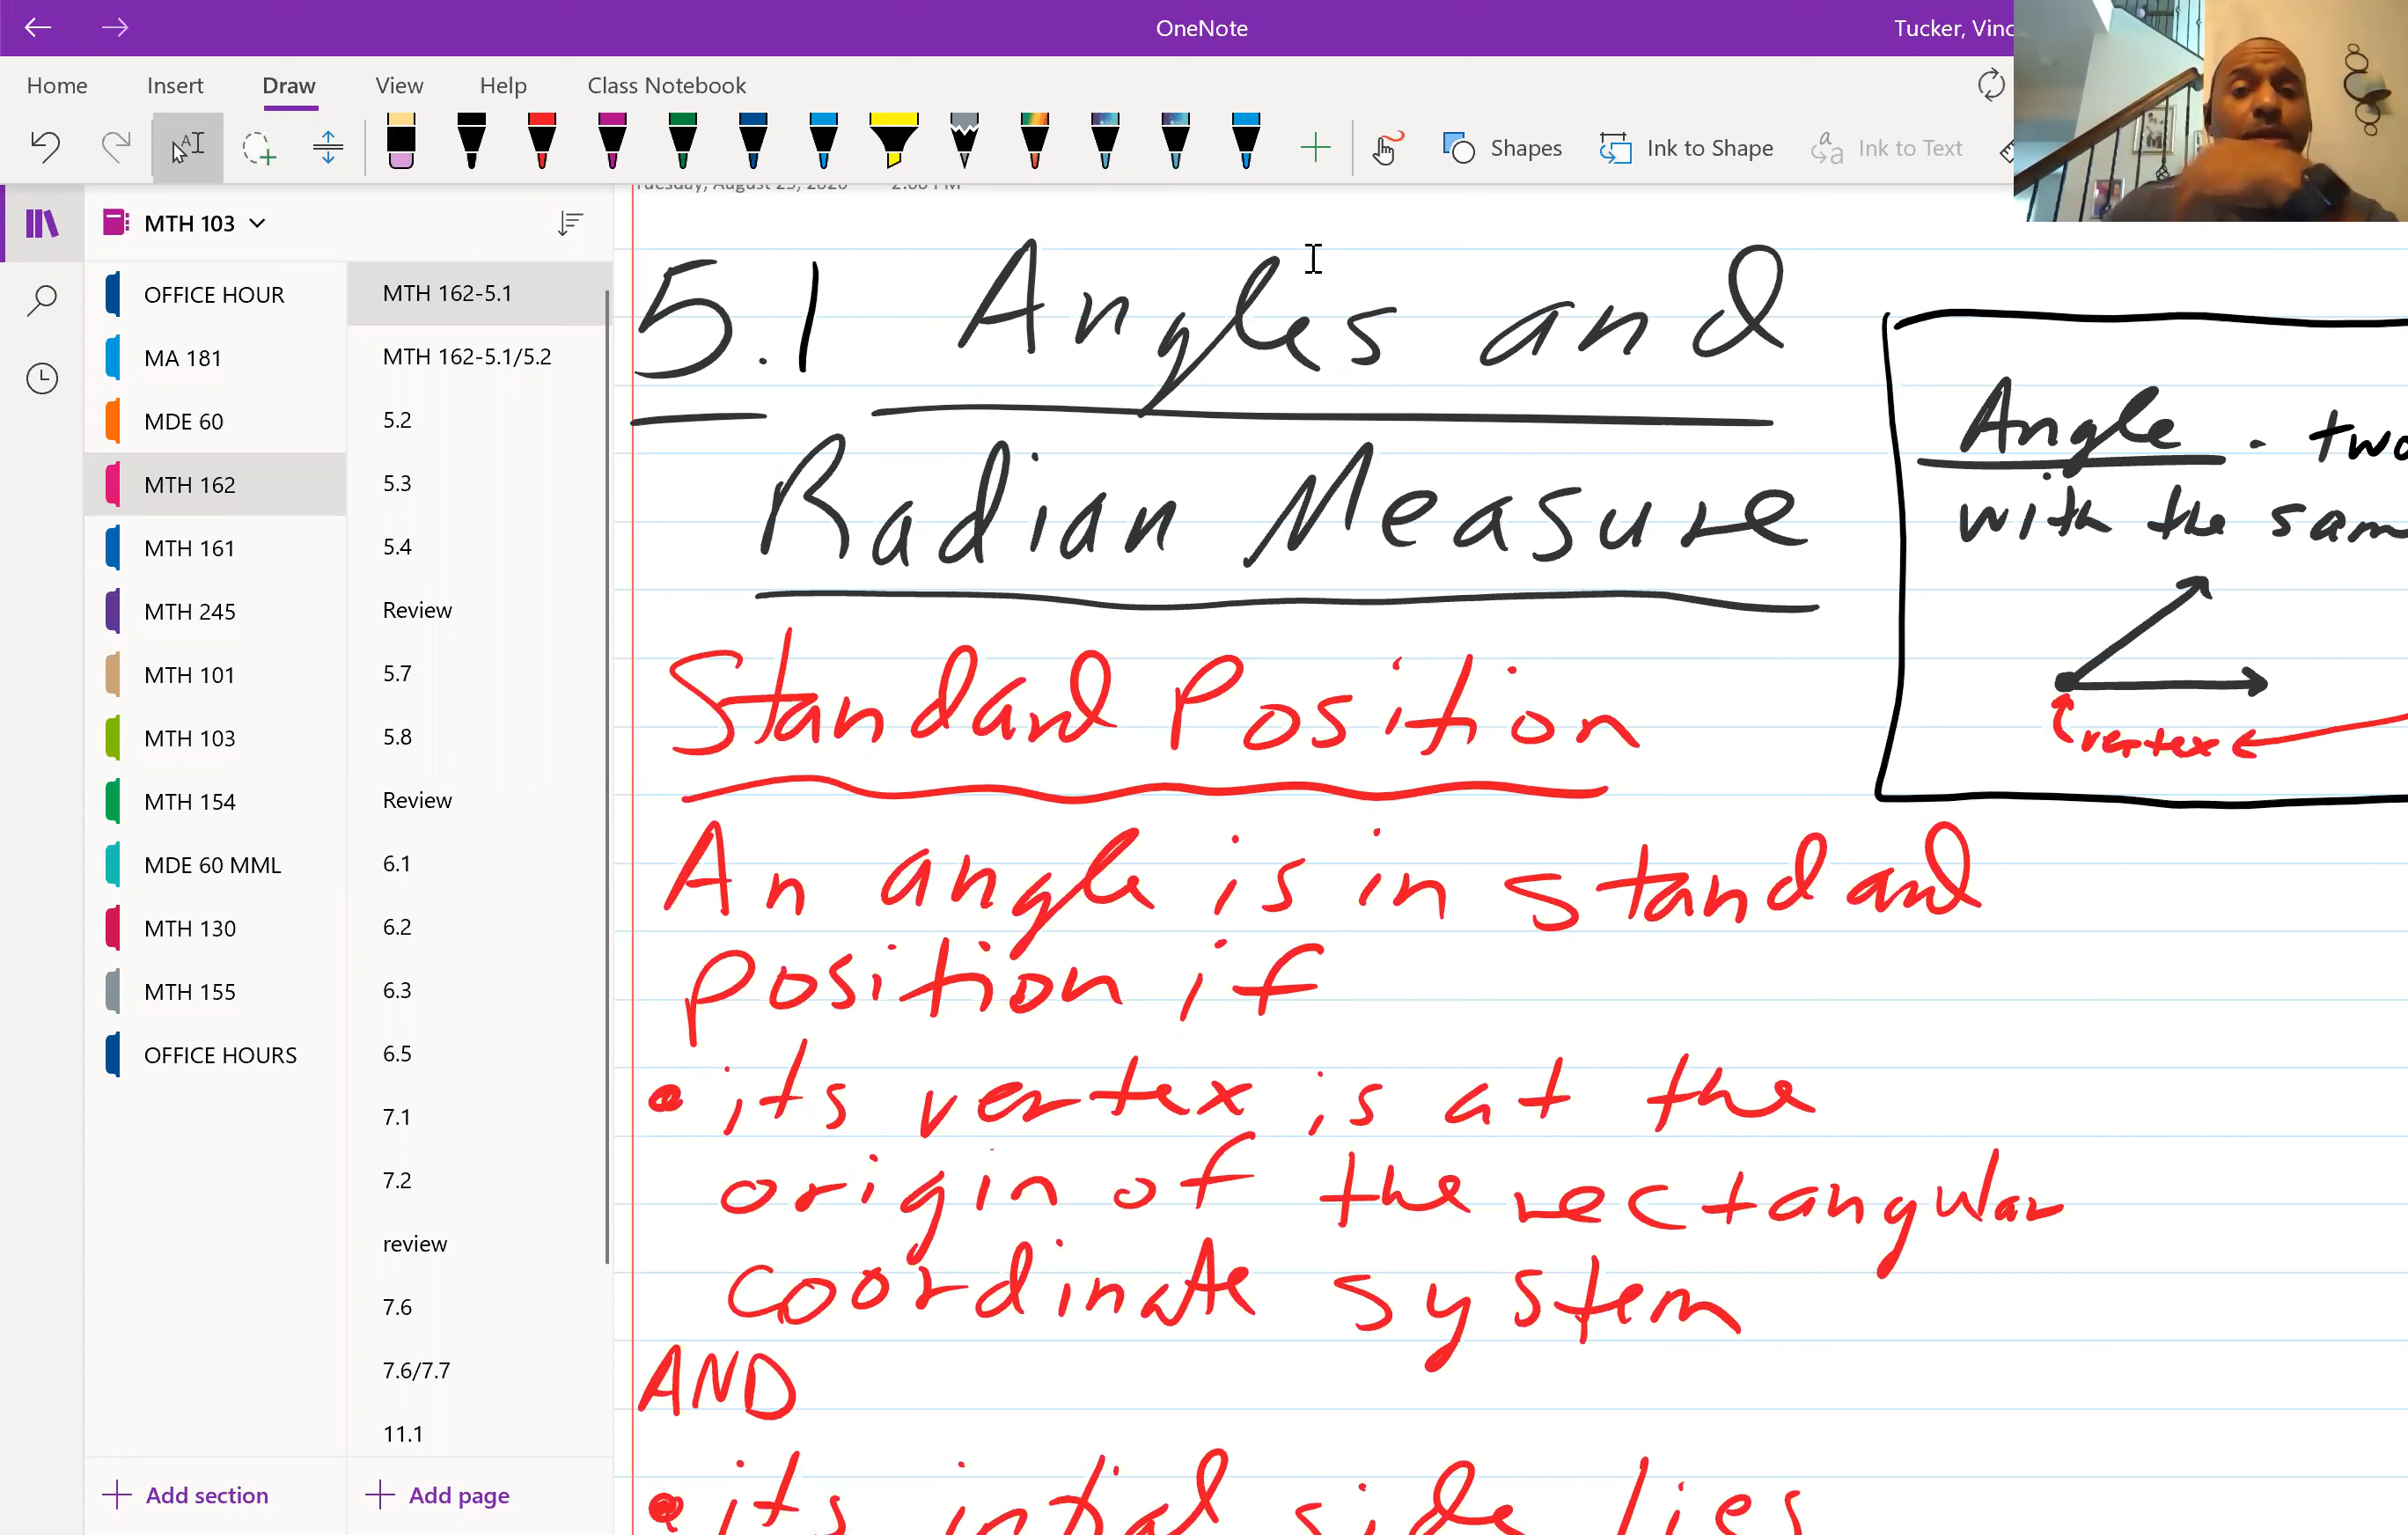 OneNote
Tucker, Vinc
Home Insert Draw View Help Class Notebook
Shapes Ink to Shape Ink to Text
MTH 103
OFFICE HOUR
MA 181
MDE 60
MTH 162
MTH 161
MTH 245
MTH 101
MTH 103
MTH 154
MDE 60 MML
MTH 130
MTH 155
OFFICE HOURS
Add section
MTH 162-5.1
MTH 162-5.1/5.2
5.2
5.3
5.4
Review
5.7
5.8
Review
6.1
6.2
6.3
6.5
7.1
7.2
review
7.6
7.6/7.7
11.1
Add page
5.1 Angles and
Radian Measure
Standard Position
An angle is in standard
position if
• its vertex is at the
origin of the rectangular
coordinate system
AND
• its intial side lies
Angle - two
with the sam
vertex